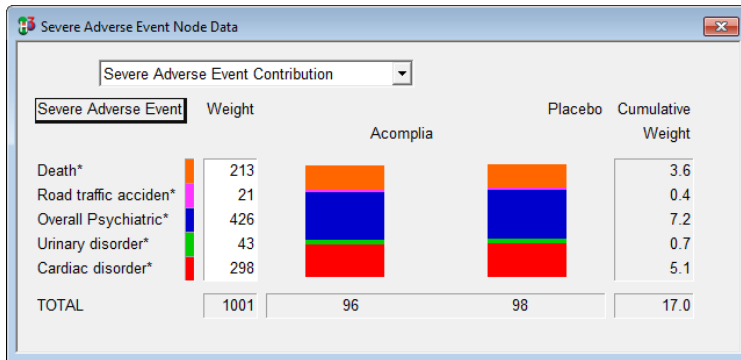 Severe Adverse Event Node Data
Severe Adverse Event Contribution
Severe Adverse Event Weight Placebo Cumulative
Acomplia Weight
Death* 213 3.6
Road traffic acciden* 21 0.4
Overall Psychiatric* 426 7.2
Urinary disorder* 43 0.7
Cardiac disorder* 298 5.1
TOTAL 1001 96 98 17.0